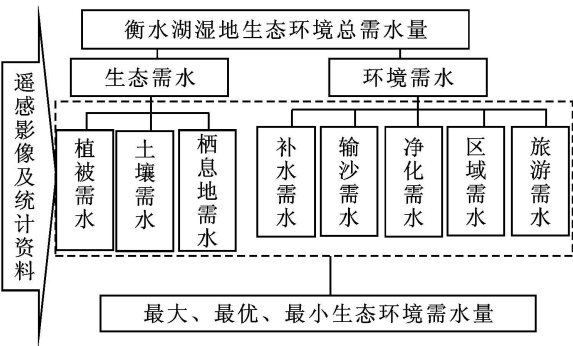 衡水湖湿地生态环境总需水量
生态需水
环境需水
遥感影像及统计资料
植被需水
土壤需水
栖息地需水
补水需水
输沙需水
净化需水
区域需水
旅游需水
最大、最优、最小生态环境需水量